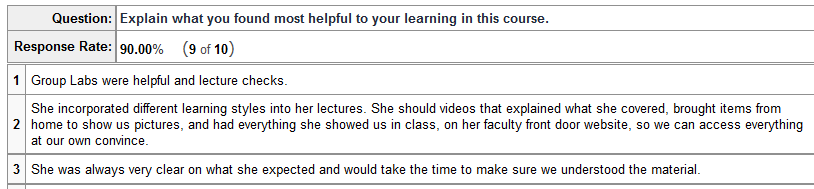 Question: Explain what you found most helpful to your learning in this course.
Response Rate: 90.00% (9 of 10)
1 Group Labs were helpful and lecture checks.
She incorporated different learning styles into her lectures. She should videos that explained what she covered, brought items from
2 home to show us pictures, and had everything she showed us in class, on her faculty front door website, so we can access everything
at our own convince.
3 She was always very clear on what she expected and would take the time to make sure we understood the material.